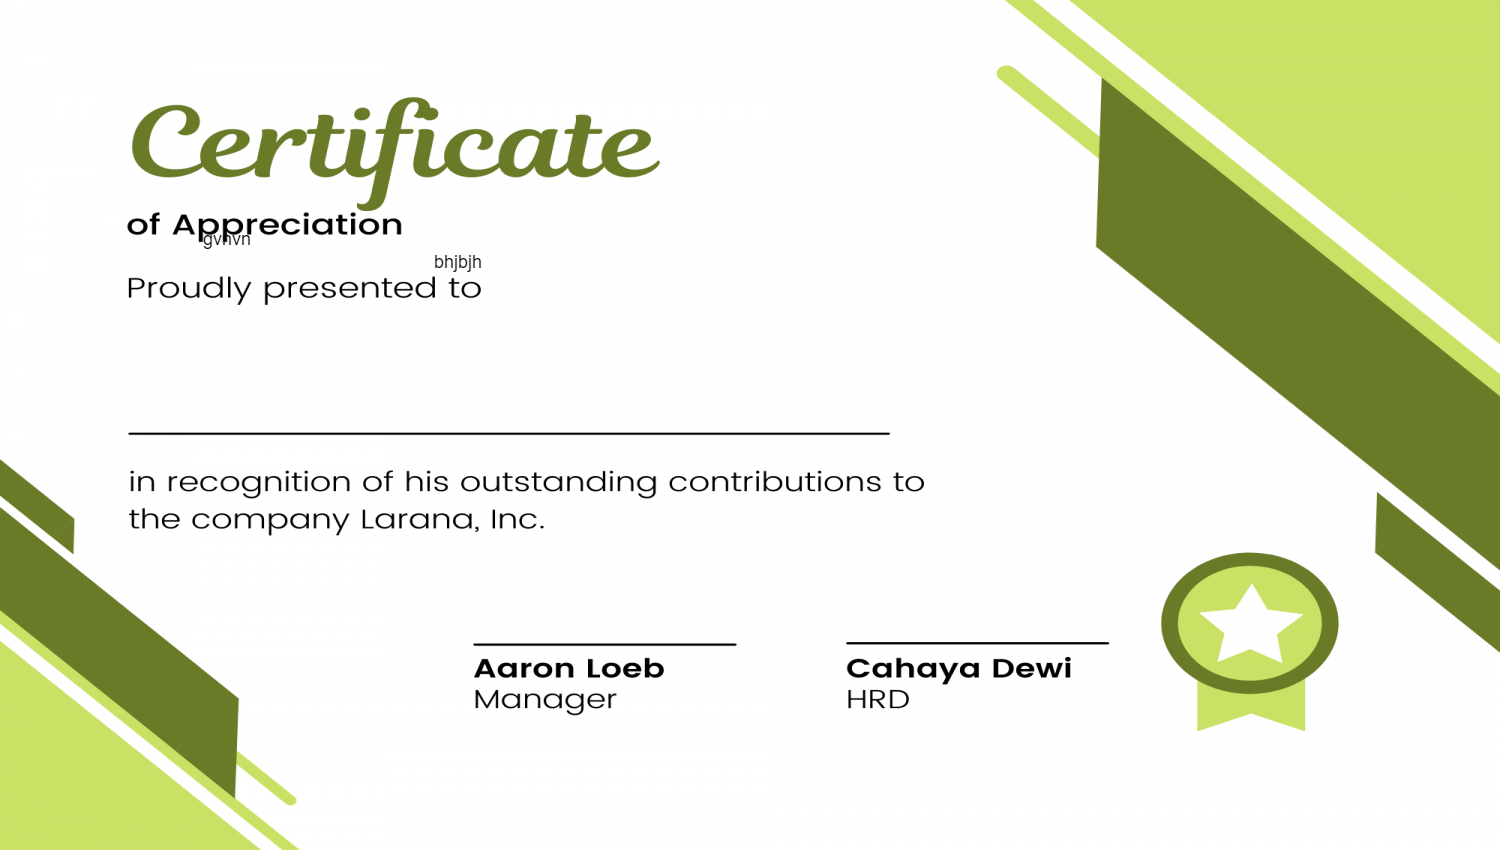 Certificate
of Appreciation
gvhvn
bhjbjh
Proudly presented to
in recognition of his outstanding contributions to
the company Larana, Inc.
Aaron Loeb
Manager
Cahaya Dewi
HRD